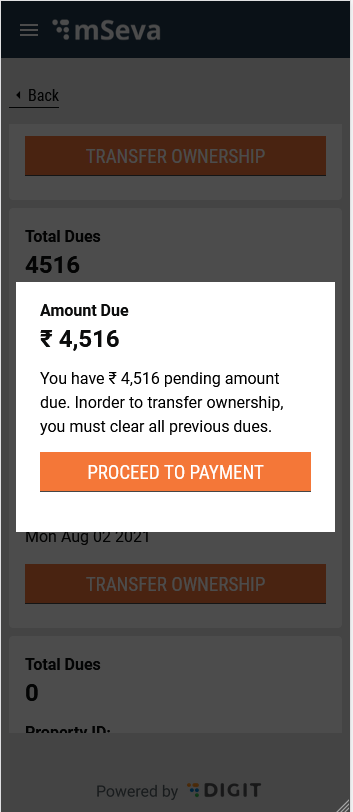 mSeva
Back
TRANSFER OWNERSHIP
Total Dues
4516
Amount Due
₹ 4,516
You have ₹ 4,516 pending amount
due. Inorder to transfer ownership,
you must clear all previous dues.
PROCEED TO PAYMENT
Mon Aug 02 2021
TRANSFER OWNERSHIP
Total Dues
0
Property ID:
Powered by DIGIT